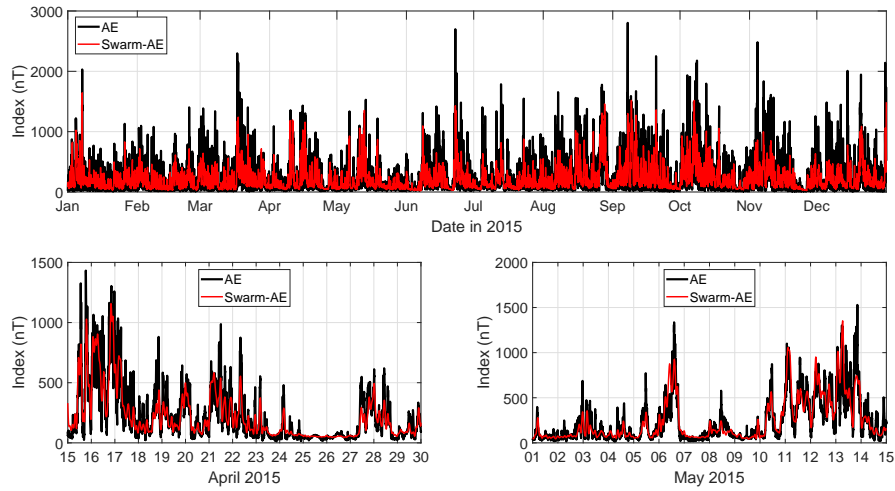 3000
2000
1000
0
Index (nT)
AE
Swarm-AE
Jan Feb Mar Apr May Jun Jul Aug Sep Oct Nov Dec
Date in 2015
1500
1000
500
0
Index (nT)
AE
Swarm-AE
15 16 17 18 19 20 21 22 23 24 25 26 27 28 29 30
April 2015
2000
1500
1000
500
0
Index (nT)
AE
Swarm-AE
01 02 03 04 05 06 07 08 09 10 11 12 13 14 15
May 2015